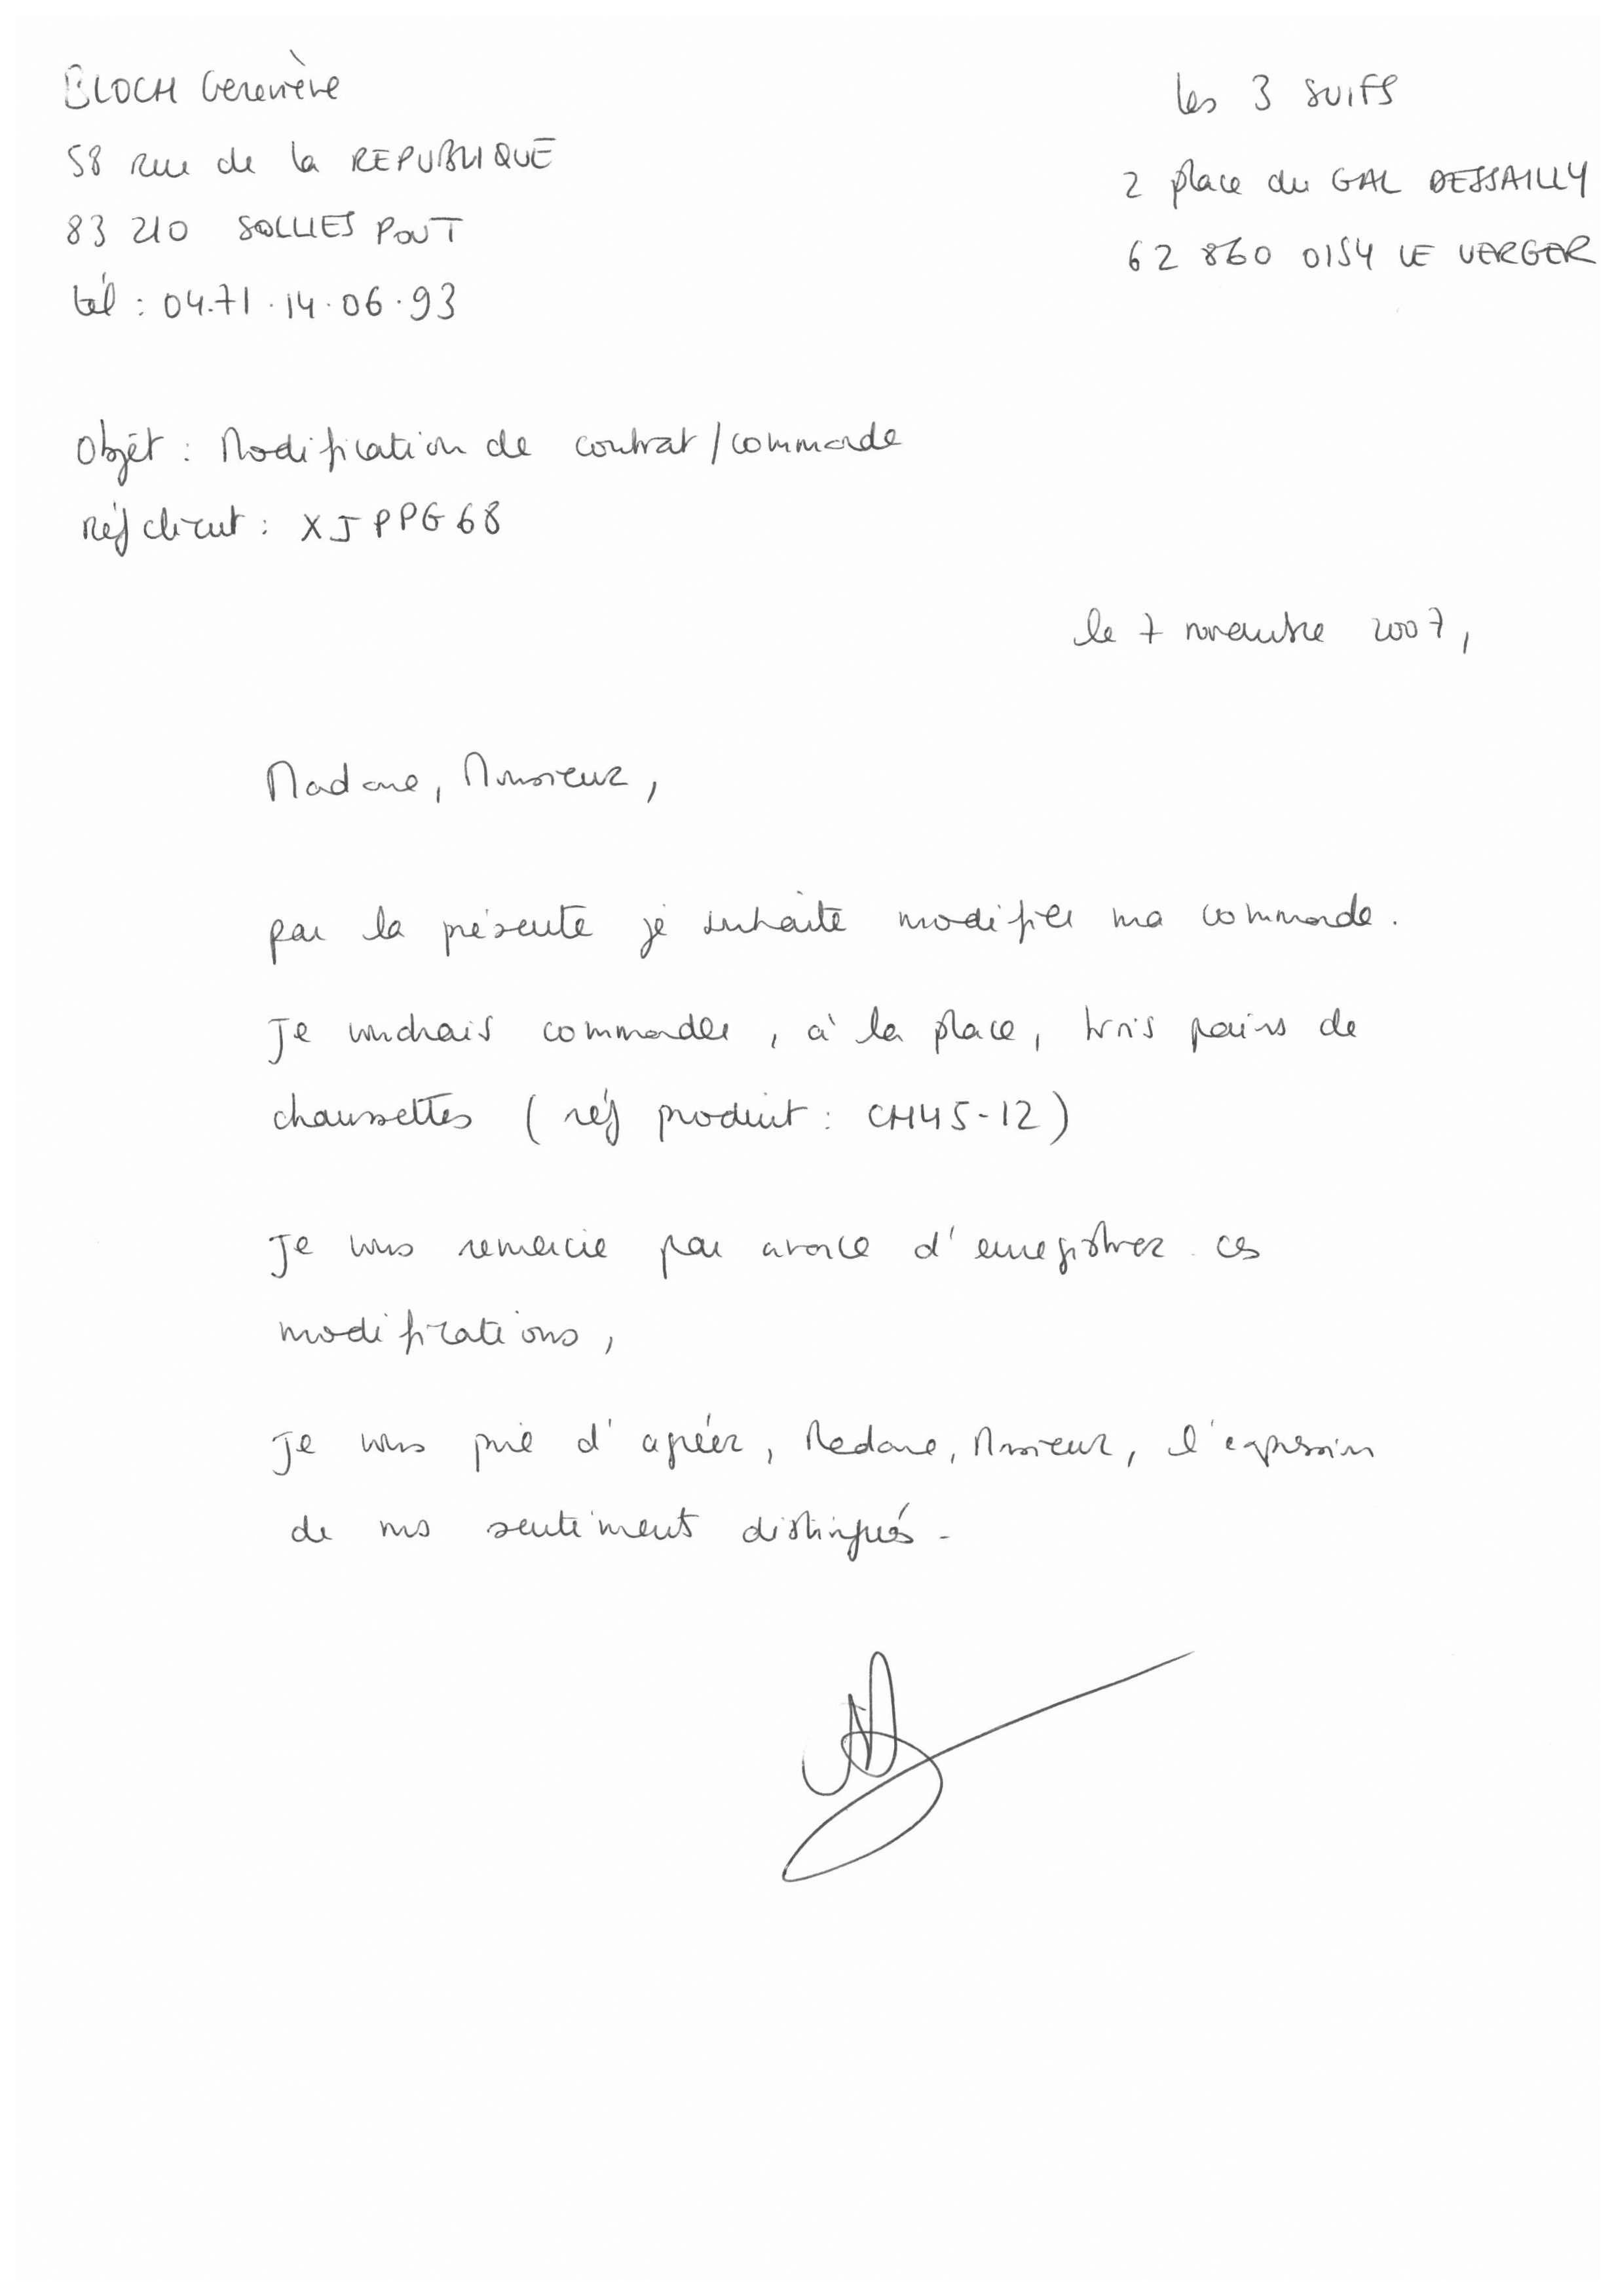 BLOCH Geneviève
58 rue de la REPUBLIQUE
83 210 SOLLIES PONT
tél : 04.71.14.06.93
les 3 SUIFS
2 place du GAL DESSAILLY
62 860 OISY LE VERGER
Objet : Modification de contrat / commande
Réf client : XJPPG68
le 7 novembre 2007,
Madame, Monsieur,
par la présente je souhaite modifier ma commande.
Je voudrais commander, à la place, trois paires de
chaussettes (réf produit : CH45-12)
Je vous remercie par avance d'enregistrer ces
modifications,
Je vous prie d'agréer, Madame, Monsieur, l'expression
de mes sentiments distingués.